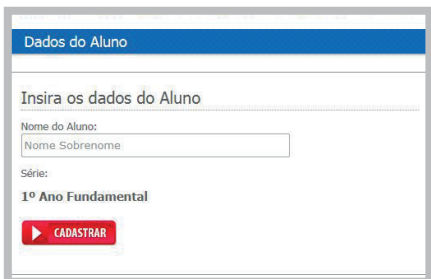 Dados do Aluno
Insira os dados do Aluno
Nome do Aluno:
Nome Sobrenome
Série:
1º Ano Fundamental
CADASTRAR